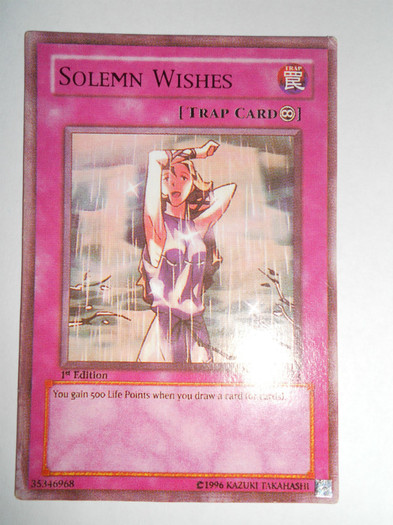 SOLEMN WISHES
TRAP
罠
[TRAP CARD∞]
1st Edition
You gain 500 Life Points when you draw a card (or cards).
35346968
©1996 KAZUKI TAKAHASHI